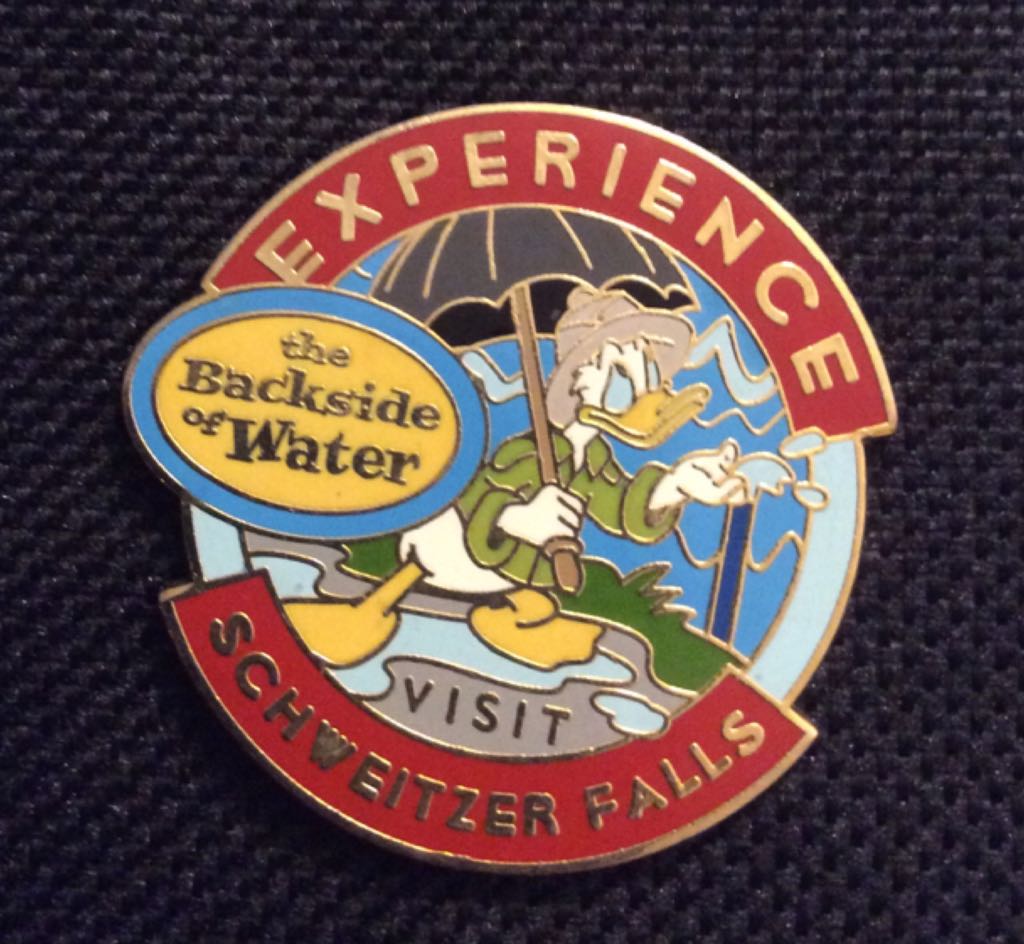 EXPERIENCE
the
Backside
of Water
VISIT
SCHWEITZER FALLS